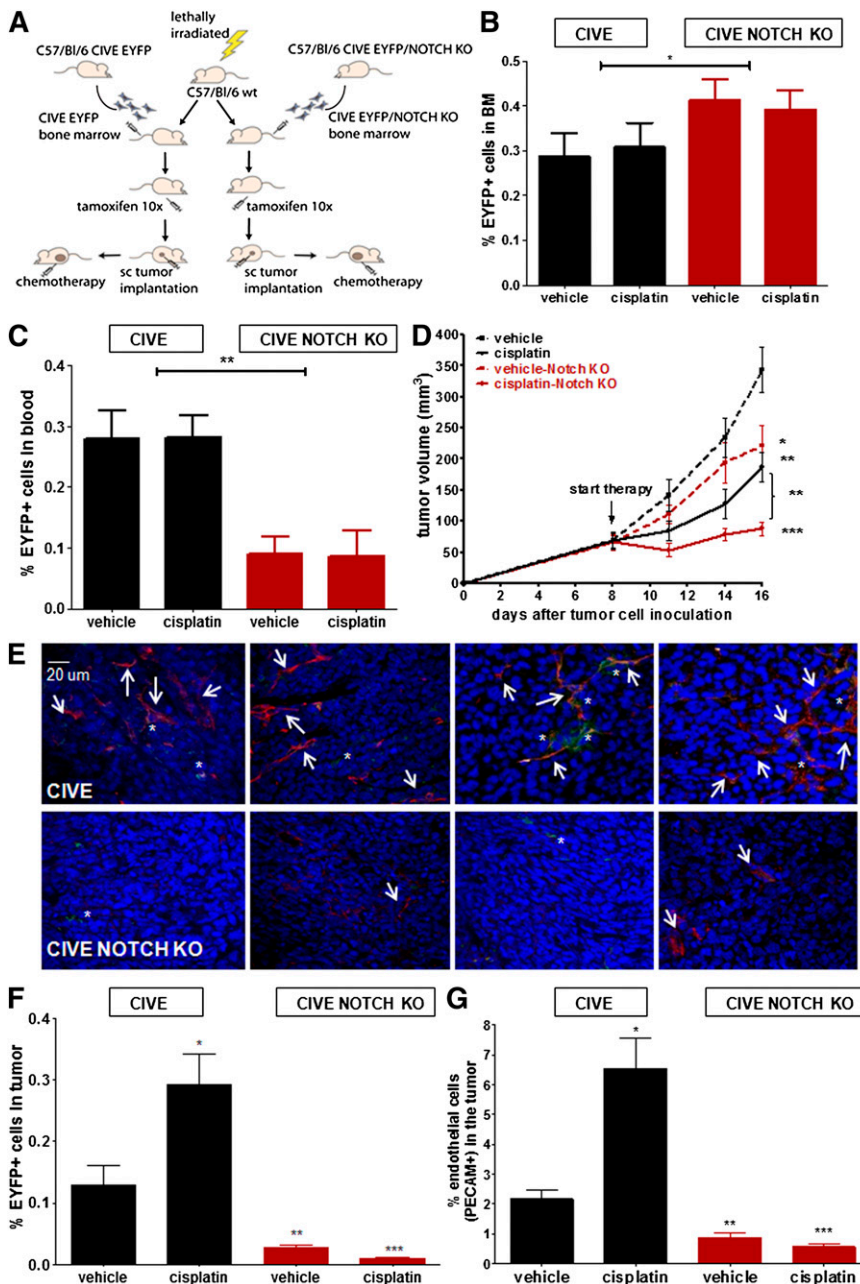 A
lethally
irradiated
C57/Bl/6 CIVE EYFP
C57/Bl/6 CIVE EYFP/NOTCH KO
C57/Bl/6 wt
CIVE EYFP
bone marrow
CIVE EYFP/NOTCH KO
bone marrow
tamoxifen 10x
tamoxifen 10x
chemotherapy
sc tumor
implantation
sc tumor
implantation
chemotherapy
B
CIVE
CIVE NOTCH KO
*
% EYFP+ cells in BM
0.5
0.4
0.3
0.2
0.1
0.0
vehicle
cisplatin
vehicle
cisplatin
C
CIVE
CIVE NOTCH KO
**
% EYFP+ cells in blood
0.4
0.3
0.2
0.1
0.0
vehicle
cisplatin
vehicle
cisplatin
D
vehicle
cisplatin
vehicle-Notch KO
cisplatin-Notch KO
tumor volume (mm³)
400
350
300
250
200
150
100
50
0
start therapy
*
**
**
***
0 2 4 6 8 10 12 14 16
days after tumor cell inoculation
E
20 um
* * * * * * * *
CIVE
* *
CIVE NOTCH KO
F
CIVE
CIVE NOTCH KO
% EYFP+ cells in tumor
0.4
0.3
0.2
0.1
0.0
*
**
***
vehicle
cisplatin
vehicle
cisplatin
G
CIVE
CIVE NOTCH KO
% endothelial cells
(PECAM+) in the tumor
8
7
6
5
4
3
2
1
0
*
**
***
vehicle
cisplatin
vehicle
cisplatin